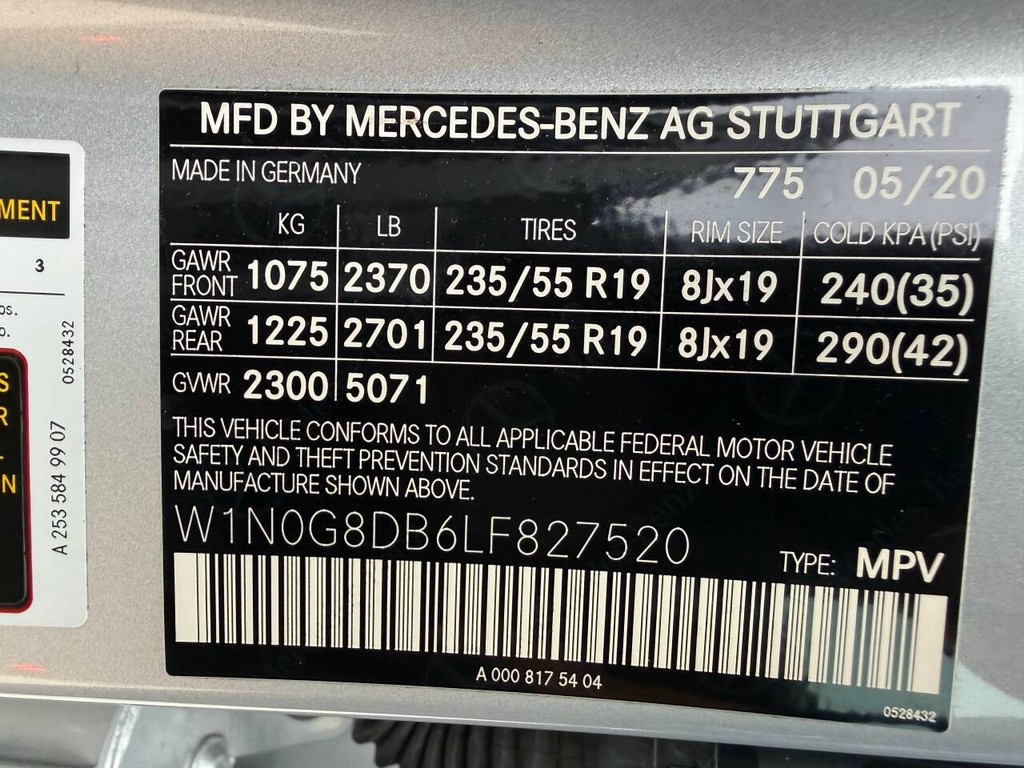 MFD BY MERCEDES-BENZ AG STUTTGART
MADE IN GERMANY 775 05/20
KG LB TIRES RIM SIZE COLD KPA (PSI)
GAWR FRONT 1075 2370 235/55 R19 8Jx19 240(35)
GAWR REAR 1225 2701 235/55 R19 8Jx19 290(42)
GVWR 2300 5071
THIS VEHICLE CONFORMS TO ALL APPLICABLE FEDERAL MOTOR VEHICLE
SAFETY AND THEFT PREVENTION STANDARDS IN EFFECT ON THE DATE OF
MANUFACTURE SHOWN ABOVE.
W1N0G8DB6LF827520 TYPE: MPV
A 000 817 54 04
0528432
MENT
3
0528432
A 253 584 99 07